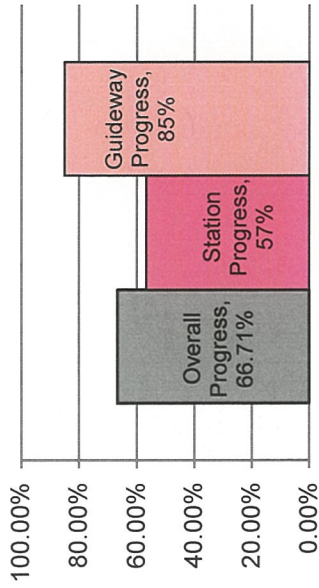 100.00%
80.00%
60.00%
40.00%
20.00%
0.00%
Overall
Progress,
66.71%
Station
Progress,
57%
Guideway
Progress,
85%